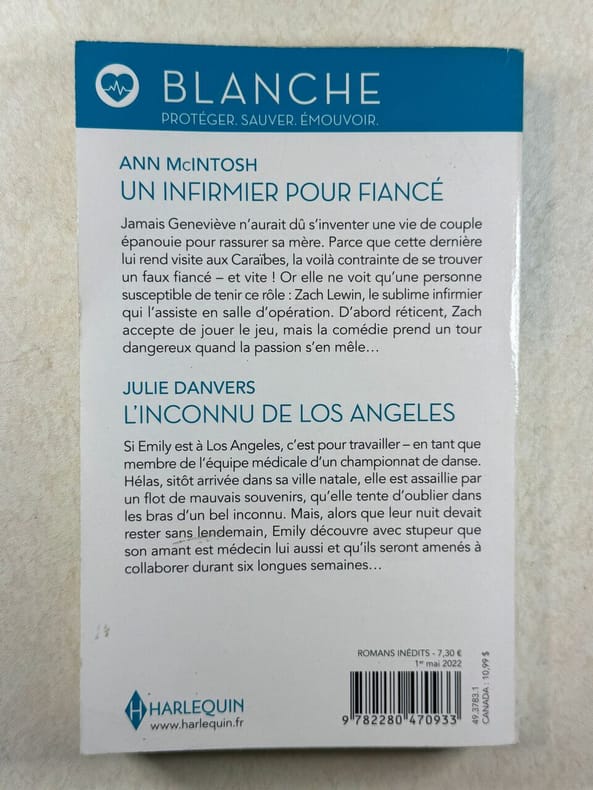 BLANCHE
PROTÉGER. SAUVER. ÉMOUVOIR.
ANN McINTOSH
UN INFIRMIER POUR FIANCÉ
Jamais Geneviève n'aurait dû s'inventer une vie de couple
épanouie pour rassurer sa mère. Parce que cette dernière
lui rend visite aux Caraïbes, la voilà contrainte de se trouver
un faux fiancé – et vite ! Or elle ne voit qu'une personne
susceptible de tenir ce rôle : Zach Lewin, le sublime infirmier
qui l'assiste en salle d'opération. D'abord réticent, Zach
accepte de jouer le jeu, mais la comédie prend un tour
dangereux quand la passion s'en mêle…
JULIE DANVERS
L'INCONNU DE LOS ANGELES
Si Emily est à Los Angeles, c'est pour travailler – en tant que
membre de l'équipe médicale d'un championnat de danse.
Hélas, sitôt arrivée dans sa ville natale, elle est assaillie par
un flot de mauvais souvenirs, qu'elle tente d'oublier dans
les bras d'un bel inconnu. Mais, alors que leur nuit devait
rester sans lendemain, Emily découvre avec stupeur que
son amant est médecin lui aussi et qu'ils seront amenés à
collaborer durant six longues semaines…
ROMANS INÉDITS - 7,30 €
1er mai 2022
9 782280 470933
49.3783.1
CANADA : 10,99 $
HARLEQUIN
www.harlequin.fr